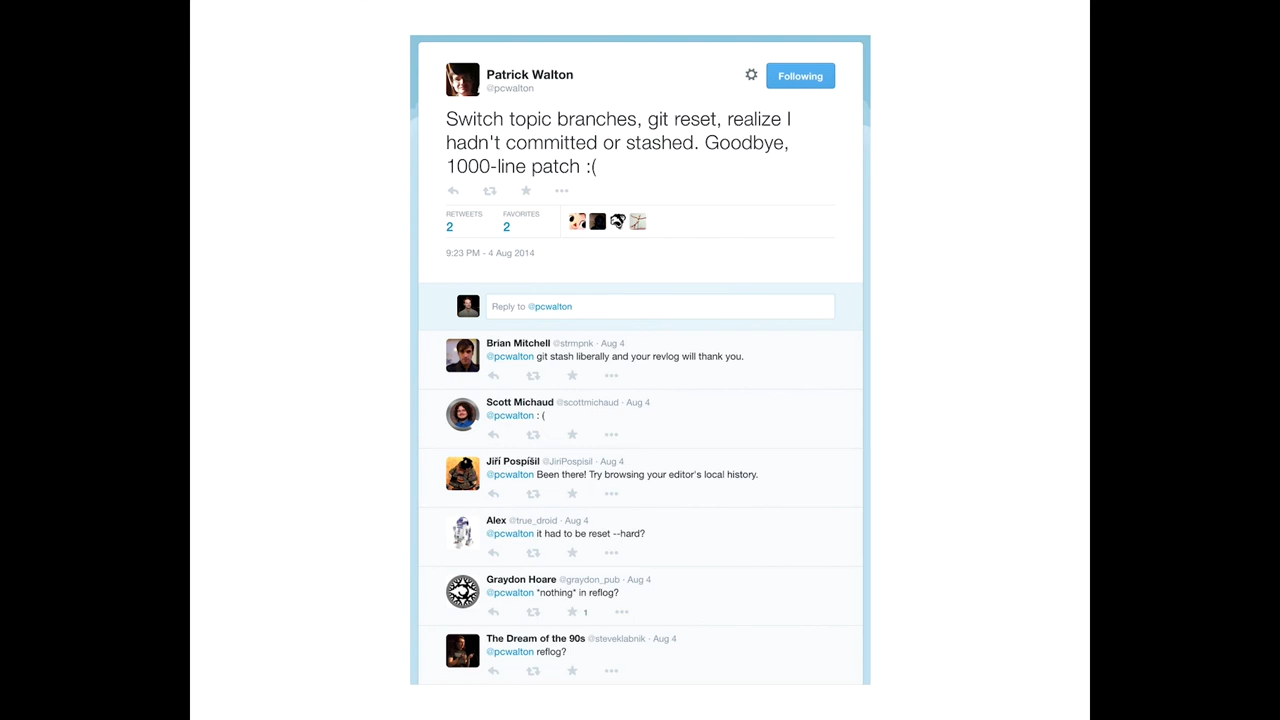 Patrick Walton
@pcwalton
Following
Switch topic branches, git reset, realize I
hadn't committed or stashed. Goodbye,
1000-line patch :(
RETWEETS FAVORITES
2 2
9:23 PM - 4 Aug 2014
Reply to @pcwalton
Brian Mitchell @strmpnk · Aug 4
@pcwalton git stash liberally and your revlog will thank you.
Scott Michaud @scottmichaud · Aug 4
@pcwalton : (
Jiří Pospíšil @JiriPospisil · Aug 4
@pcwalton Been there! Try browsing your editor's local history.
Alex @true_droid · Aug 4
@pcwalton it had to be reset --hard?
Graydon Hoare @graydon_pub · Aug 4
@pcwalton *nothing* in reflog?
1
The Dream of the 90s @steveklabnik · Aug 4
@pcwalton reflog?